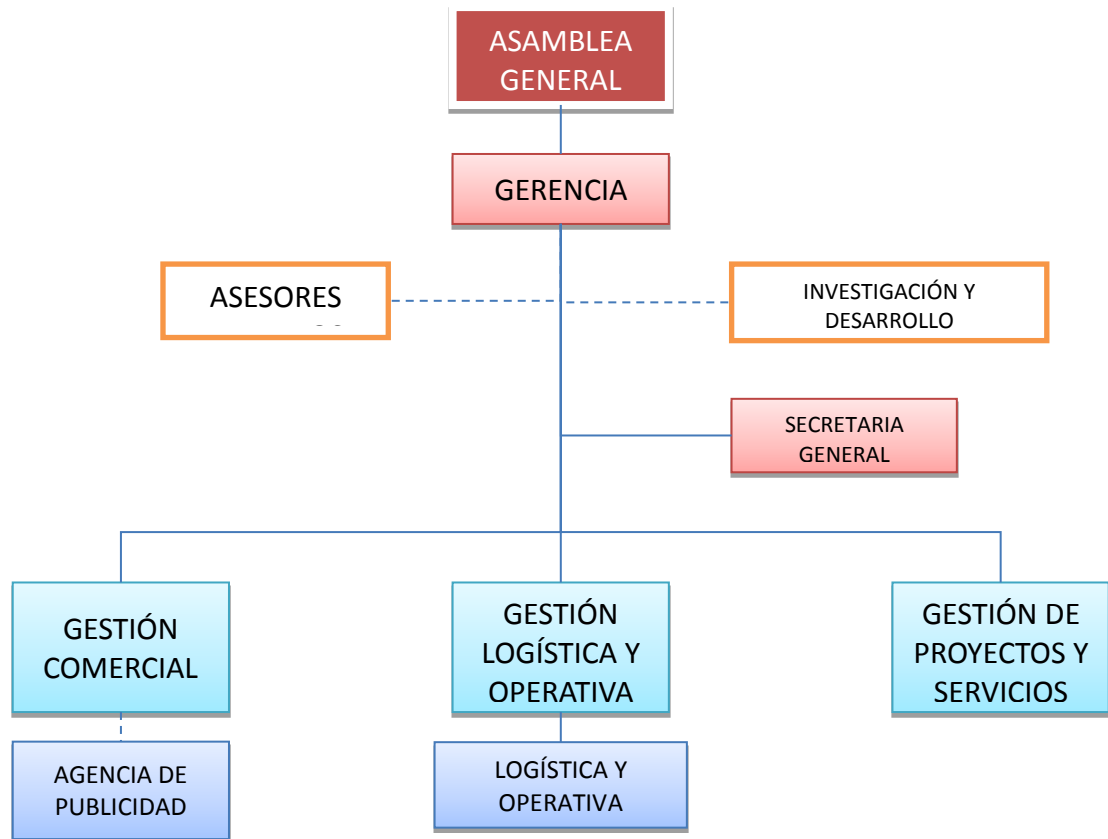 ASAMBLEA
GENERAL
GERENCIA
ASESORES
INVESTIGACIÓN Y
DESARROLLO
SECRETARIA
GENERAL
GESTIÓN
COMERCIAL
GESTIÓN
LOGÍSTICA Y
OPERATIVA
GESTIÓN DE
PROYECTOS Y
SERVICIOS
AGENCIA DE
PUBLICIDAD
LOGÍSTICA Y
OPERATIVA